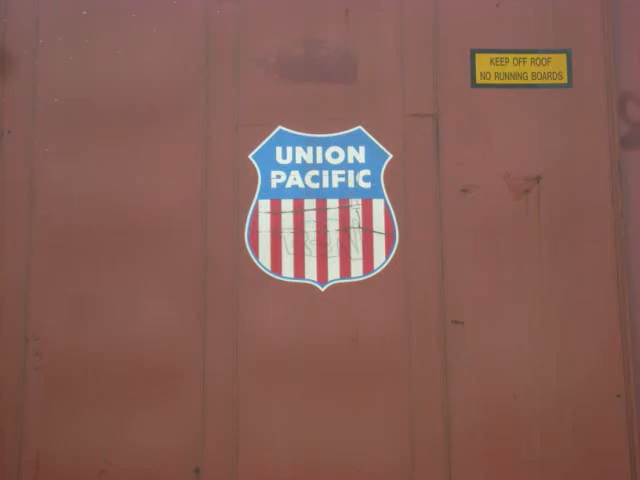 UNION
PACIFIC
KEEP OFF ROOF
NO RUNNING BOARDS